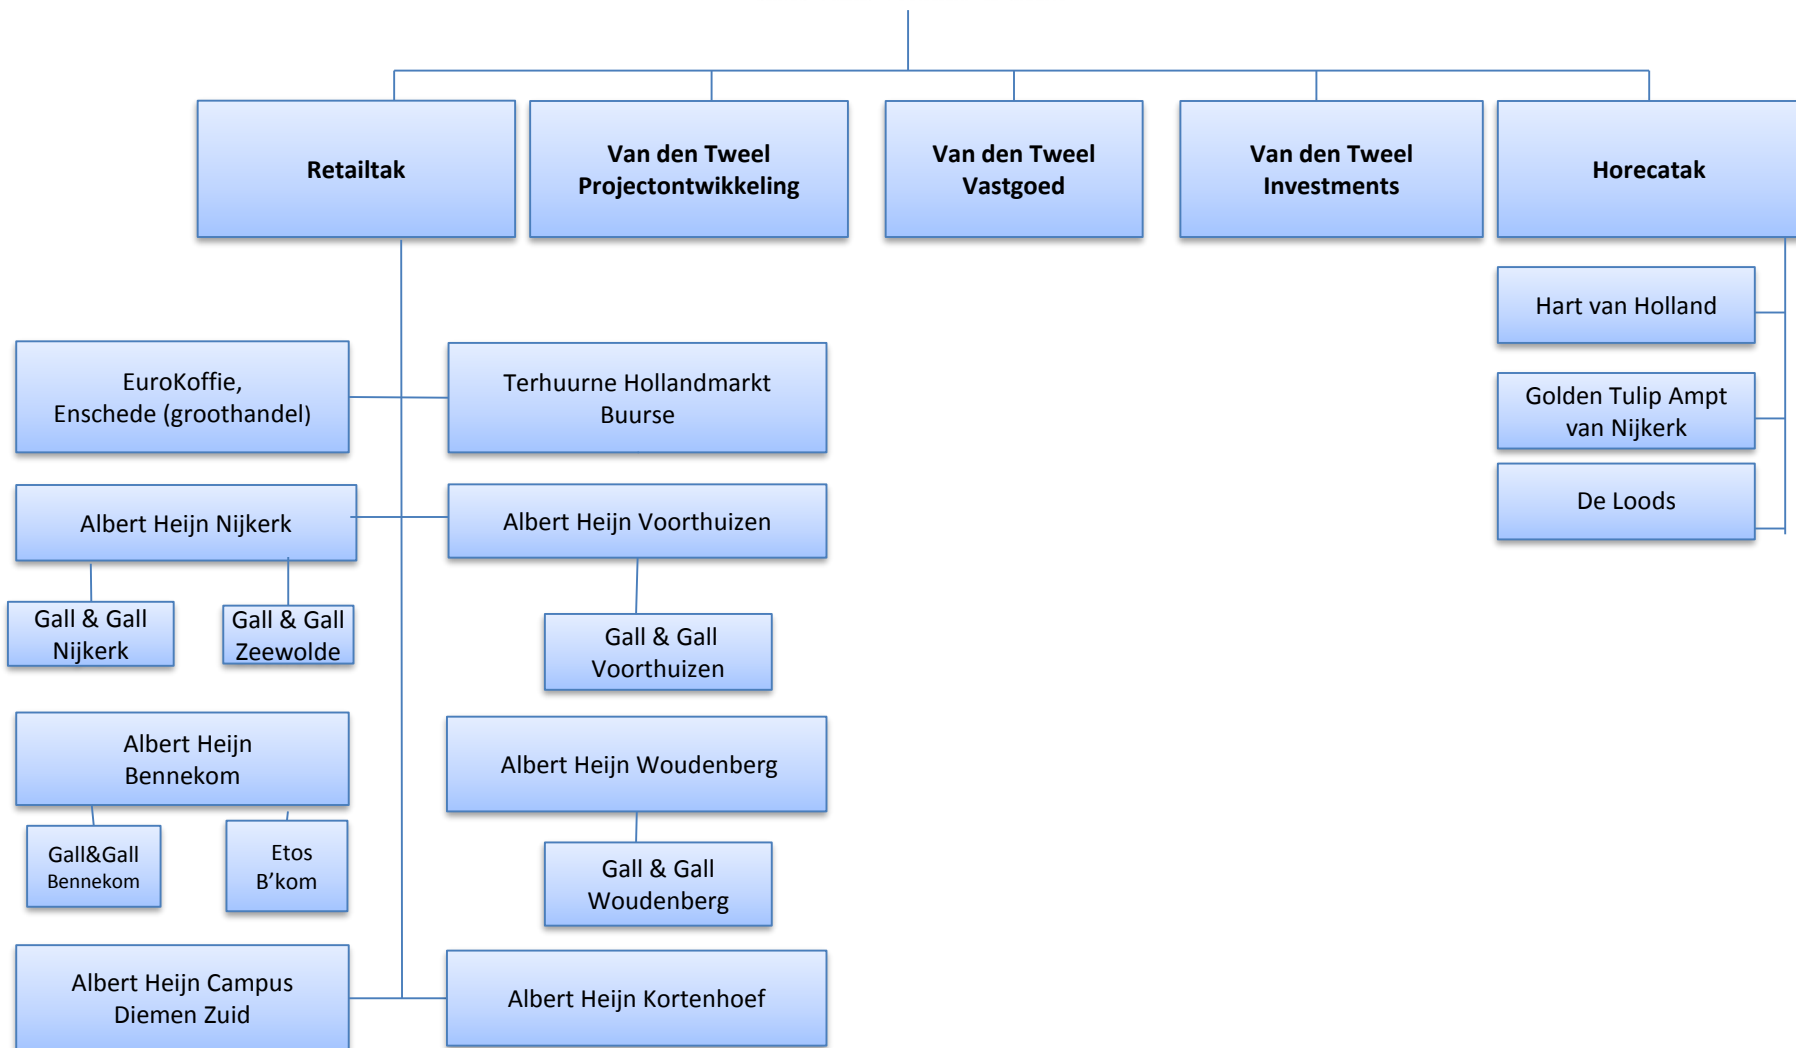 Retailtak
Van den Tweel
Projectontwikkeling
Van den Tweel
Vastgoed
Van den Tweel
Investments
Horecatak
Hart van Holland
Golden Tulip Ampt
van Nijkerk
De Loods
EuroKoffie,
Enschede (groothandel)
Terhuurne Hollandmarkt
Buurse
Albert Heijn Nijkerk
Albert Heijn Voorthuizen
Gall & Gall
Nijkerk
Gall & Gall
Zeewolde
Gall & Gall
Voorthuizen
Albert Heijn
Bennekom
Albert Heijn Woudenberg
Gall&Gall
Bennekom
Etos
B’kom
Gall & Gall
Woudenberg
Albert Heijn Campus
Diemen Zuid
Albert Heijn Kortenhoef